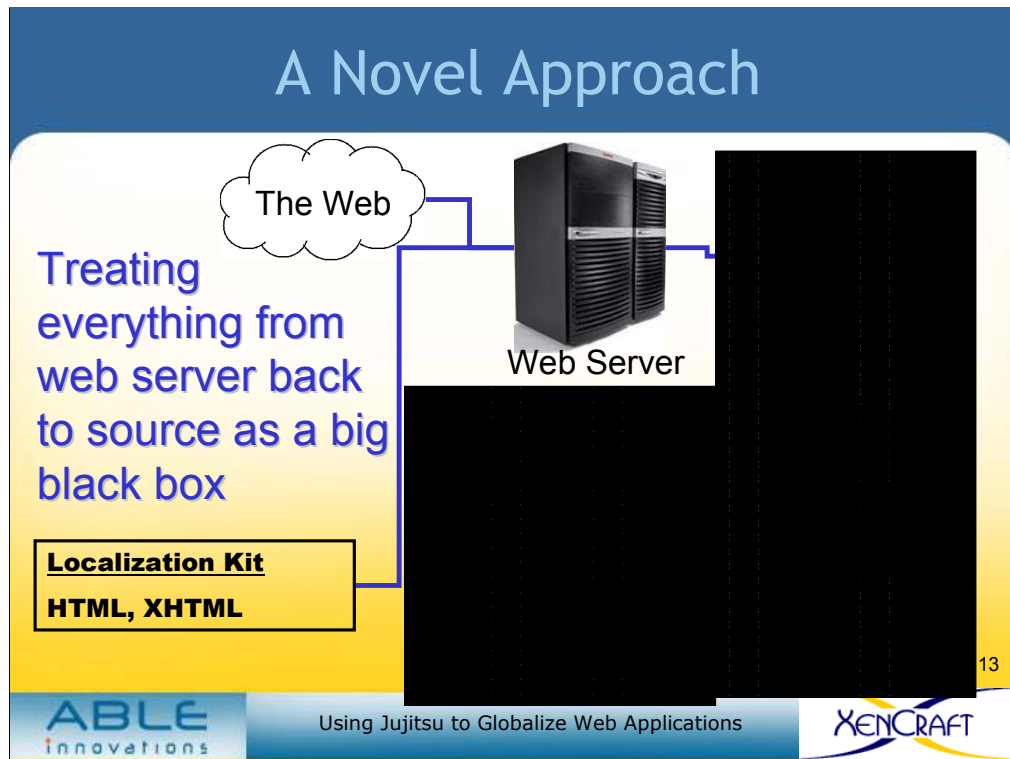 A Novel Approach
The Web
Treating
everything from
web server back
to source as a big
black box
Web Server
Localization Kit
HTML, XHTML
13
ABLE
innovations
Using Jujitsu to Globalize Web Applications
XENCRAFT